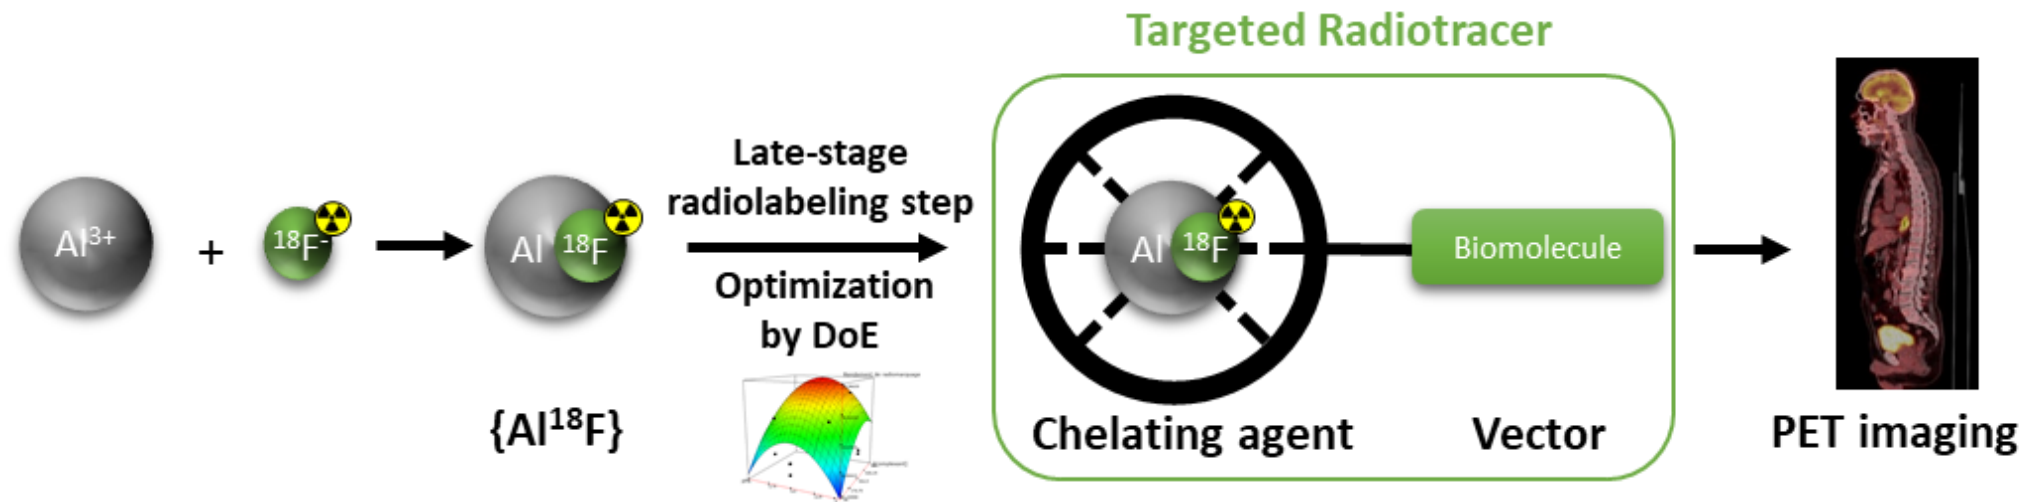 Targeted Radiotracer
Al³⁺
+
¹⁸F⁻
Al ¹⁸F
{Al¹⁸F}
Late-stage
radiolabeling step
Optimization
by DoE
Al ¹⁸F
Biomolecule
Chelating agent
Vector
PET imaging